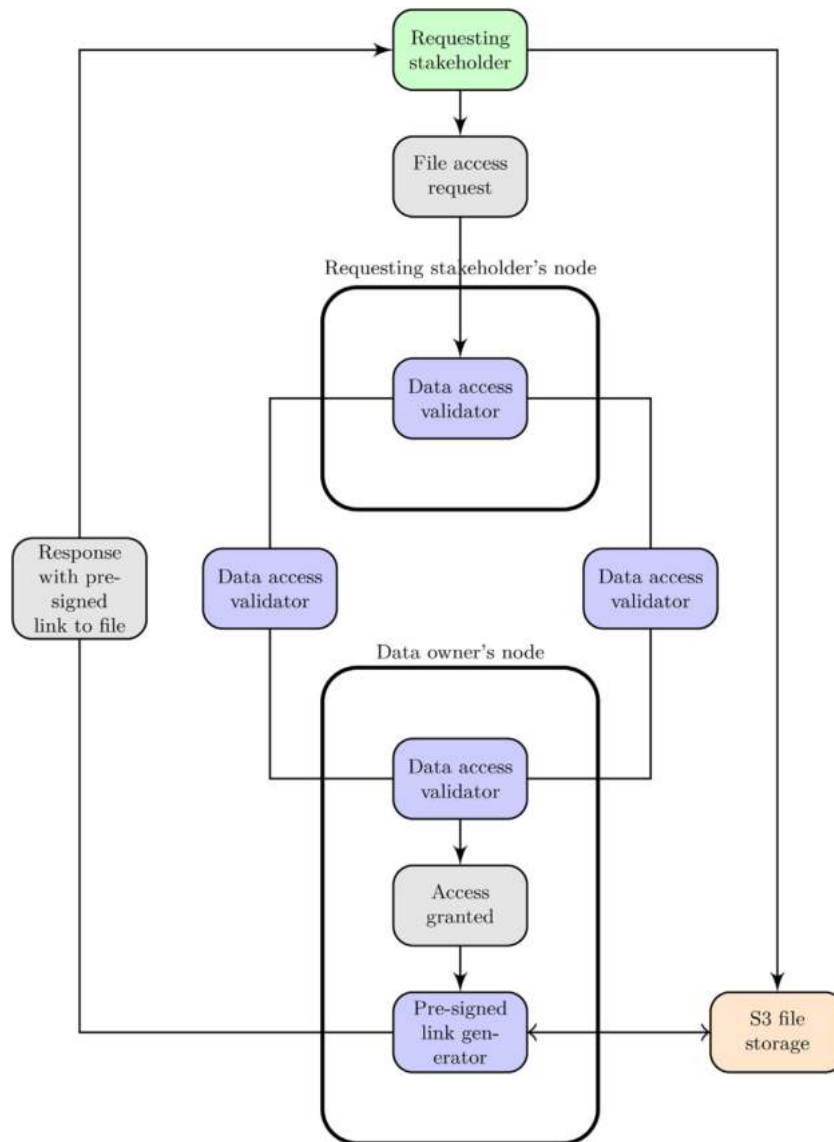 Requesting
stakeholder
File access
request
Requesting stakeholder's node
Data access
validator
Response
with pre-
signed
link to file
Data access
validator
Data access
validator
Data owner's node
Data access
validator
Access
granted
Pre-signed
link gen-
erator
S3 file
storage